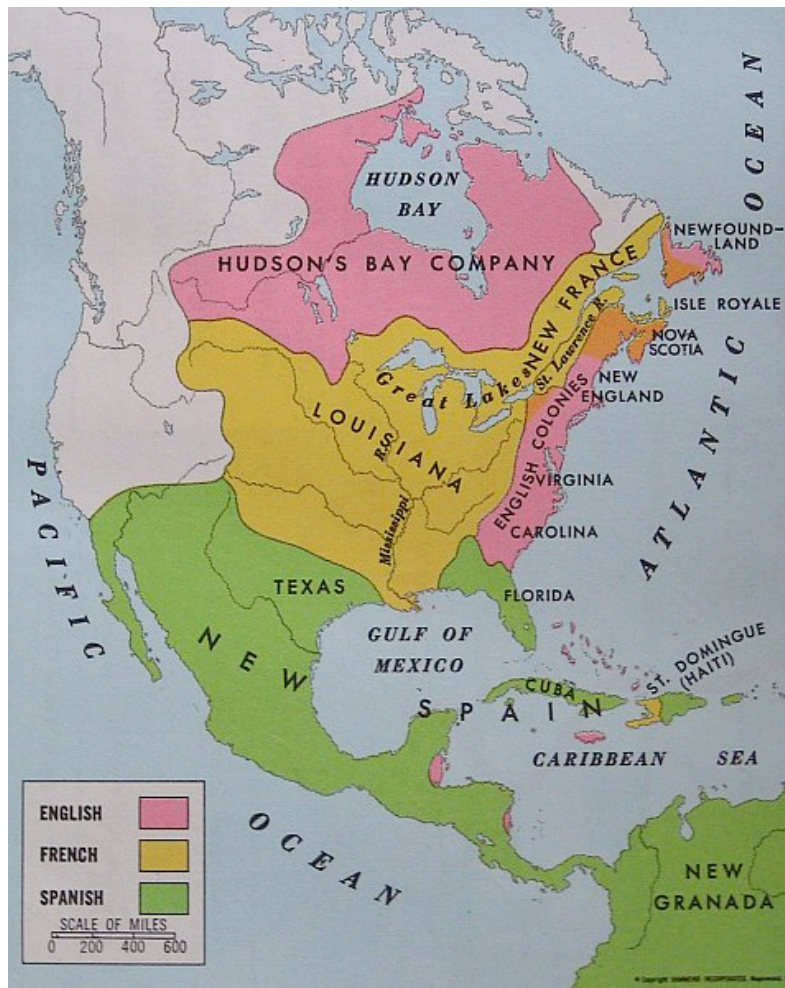 OCEAN
HUDSON
BAY
NEWFOUND-
LAND
HUDSON'S BAY COMPANY
NEW FRANCE
ISLE ROYALE
St. Lawrence R.
NOVA
SCOTIA
Great Lakes
NEW
ENGLAND
LOUISIANA
ENGLISH COLONIES
ATLANTIC
PACIFIC
R.
VIRGINIA
Mississippi
CAROLINA
TEXAS
FLORIDA
GULF OF
MEXICO
NEW
SPAIN
CUBA
ST. DOMINGUE
(HAITI)
CARIBBEAN SEA
OCEAN
ENGLISH
FRENCH
SPANISH
SCALE OF MILES
0 200 400 600
NEW
GRANADA